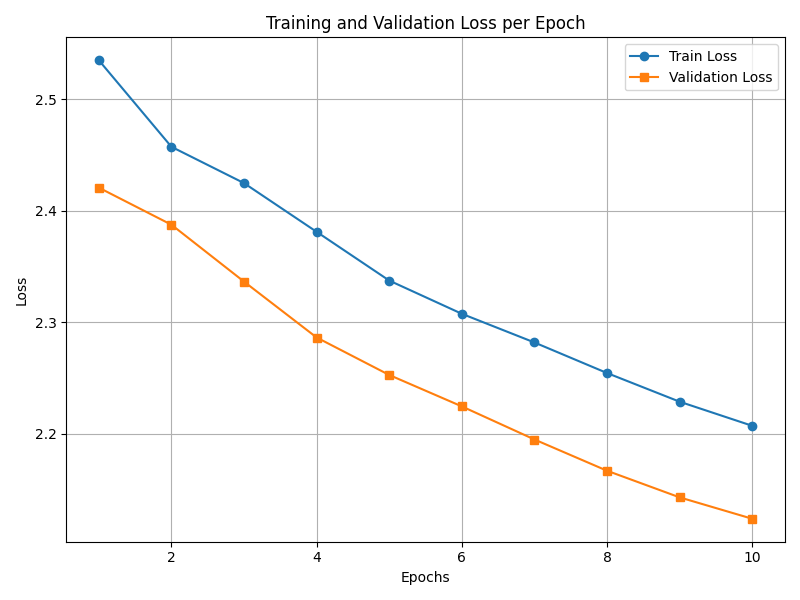 Training and Validation Loss per Epoch
Train Loss
Validation Loss
2.5
2.4
2.3
2.2
Loss
2 4 6 8 10
Epochs